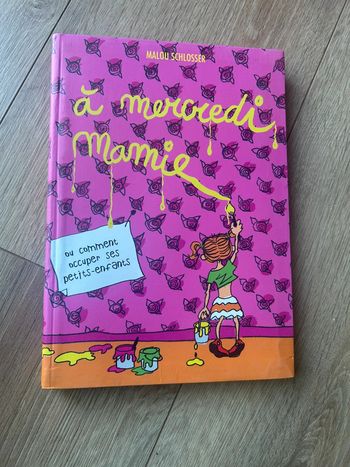 MALOU SCHLOSSER
à mercredi
mamie
ou comment
occuper ses
petits-enfants